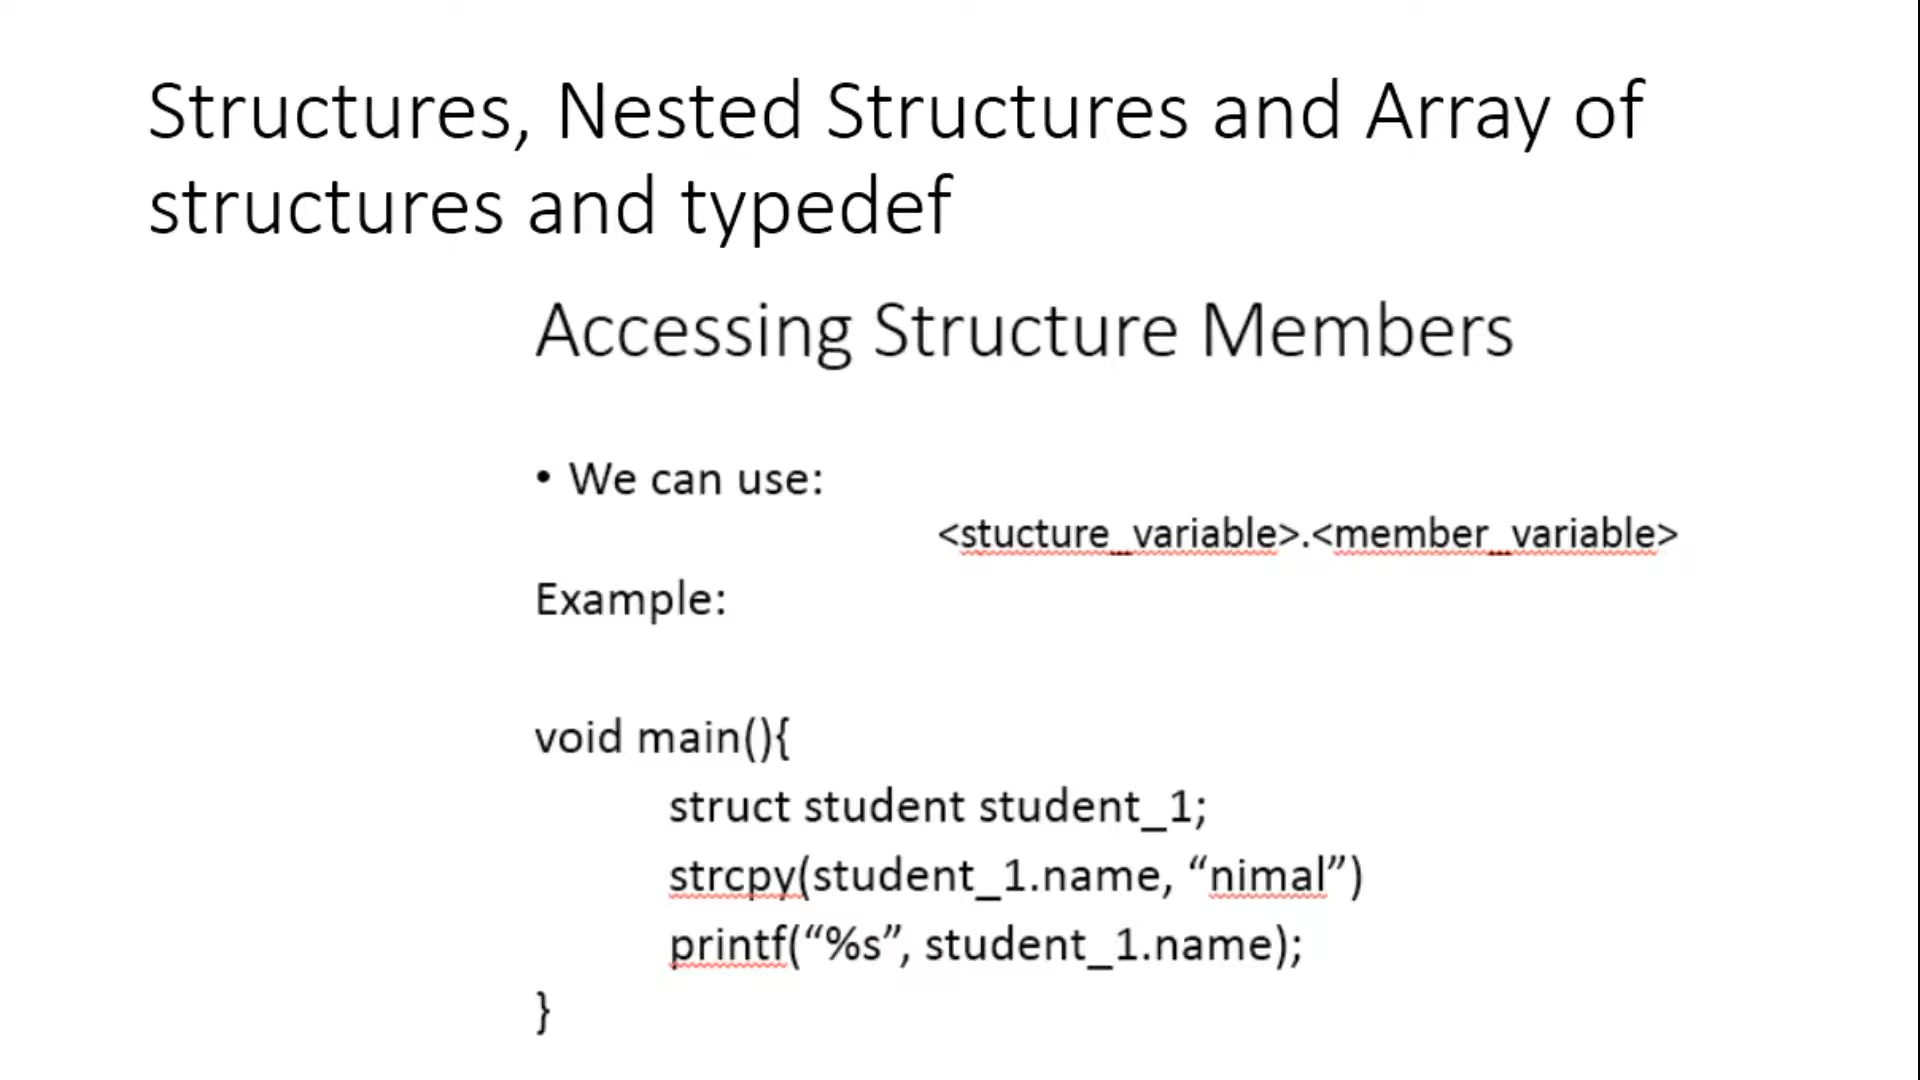 Structures, Nested Structures and Array of
structures and typedef
Accessing Structure Members
• We can use:
<stucture_variable>.<member_variable>
Example:
void main(){
struct student student_1;
strcpy(student_1.name, “nimal”)
printf(“%s”, student_1.name);
}